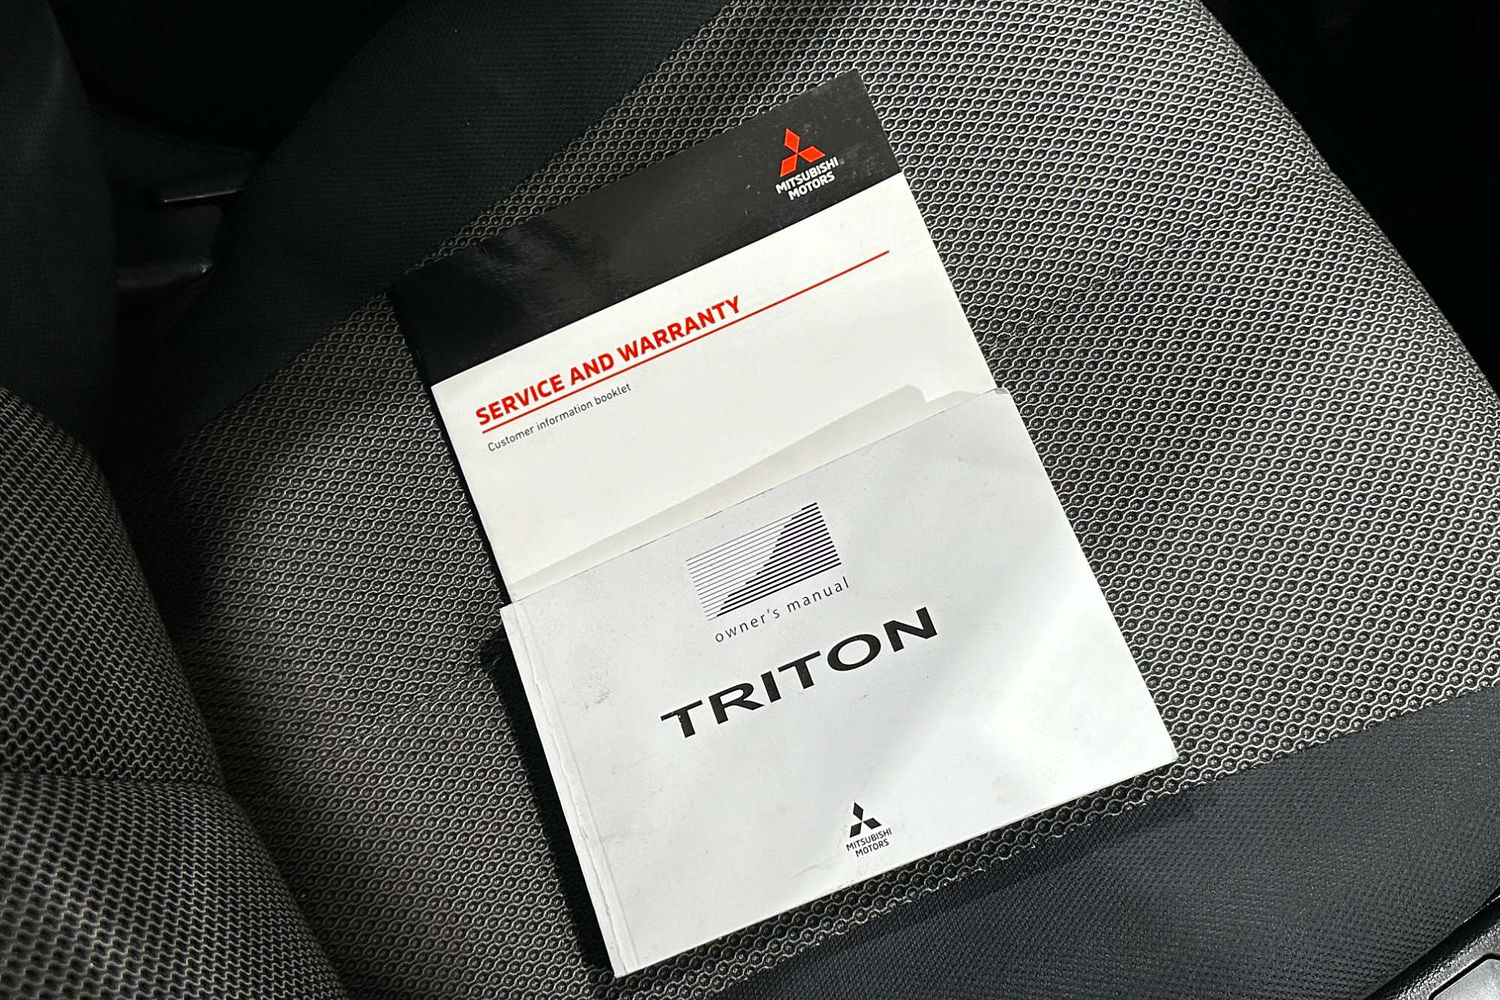 MITSUBISHI
MOTORS
SERVICE AND WARRANTY
Customer information booklet
owner's manual
TRITON
MITSUBISHI
MOTORS